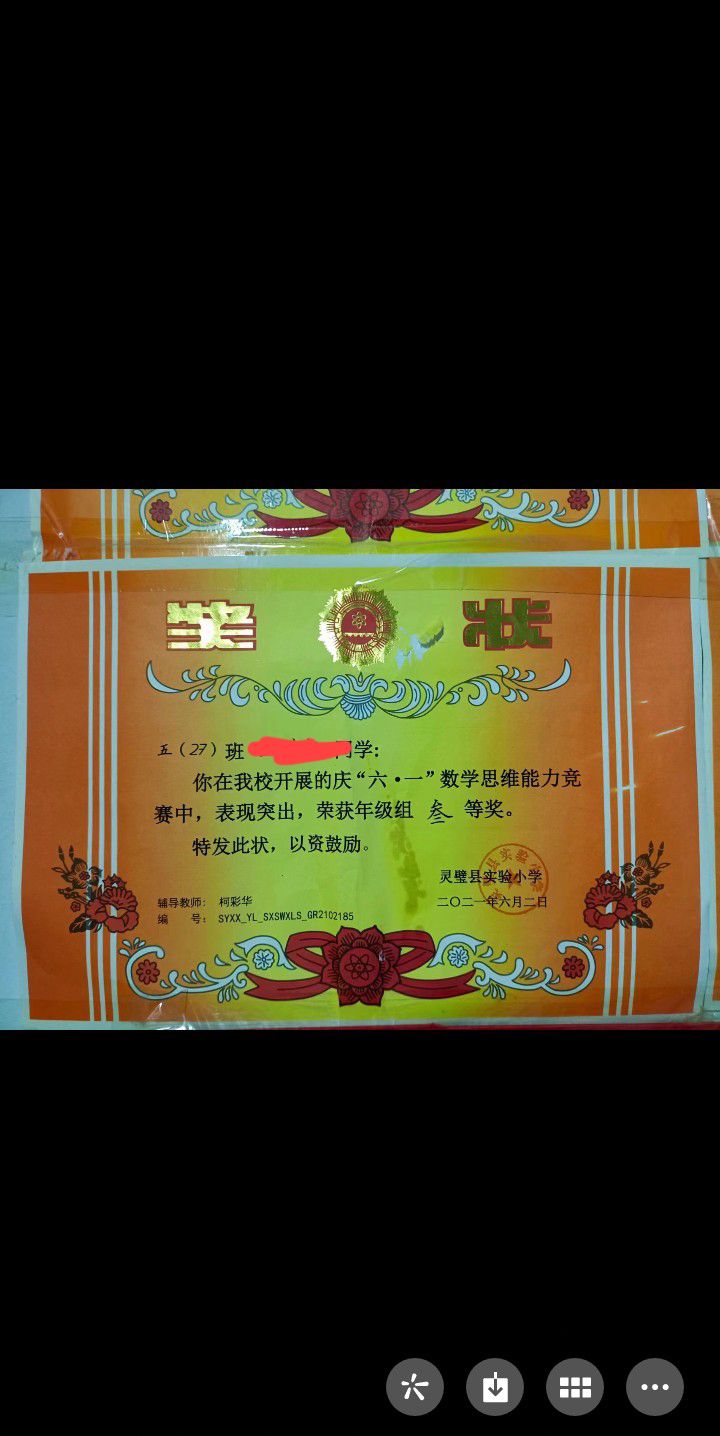 奖 状
五（27）班 同学：
你在我校开展的庆“六·一”数学思维能力竞
赛中，表现突出，荣获年级组 叁 等奖。
特发此状，以资鼓励。
灵璧县实验小学
二〇二一年六月二日
辅导教师： 柯彩华
编 号： SYXX_YL_SXSWXLS_GR2102185